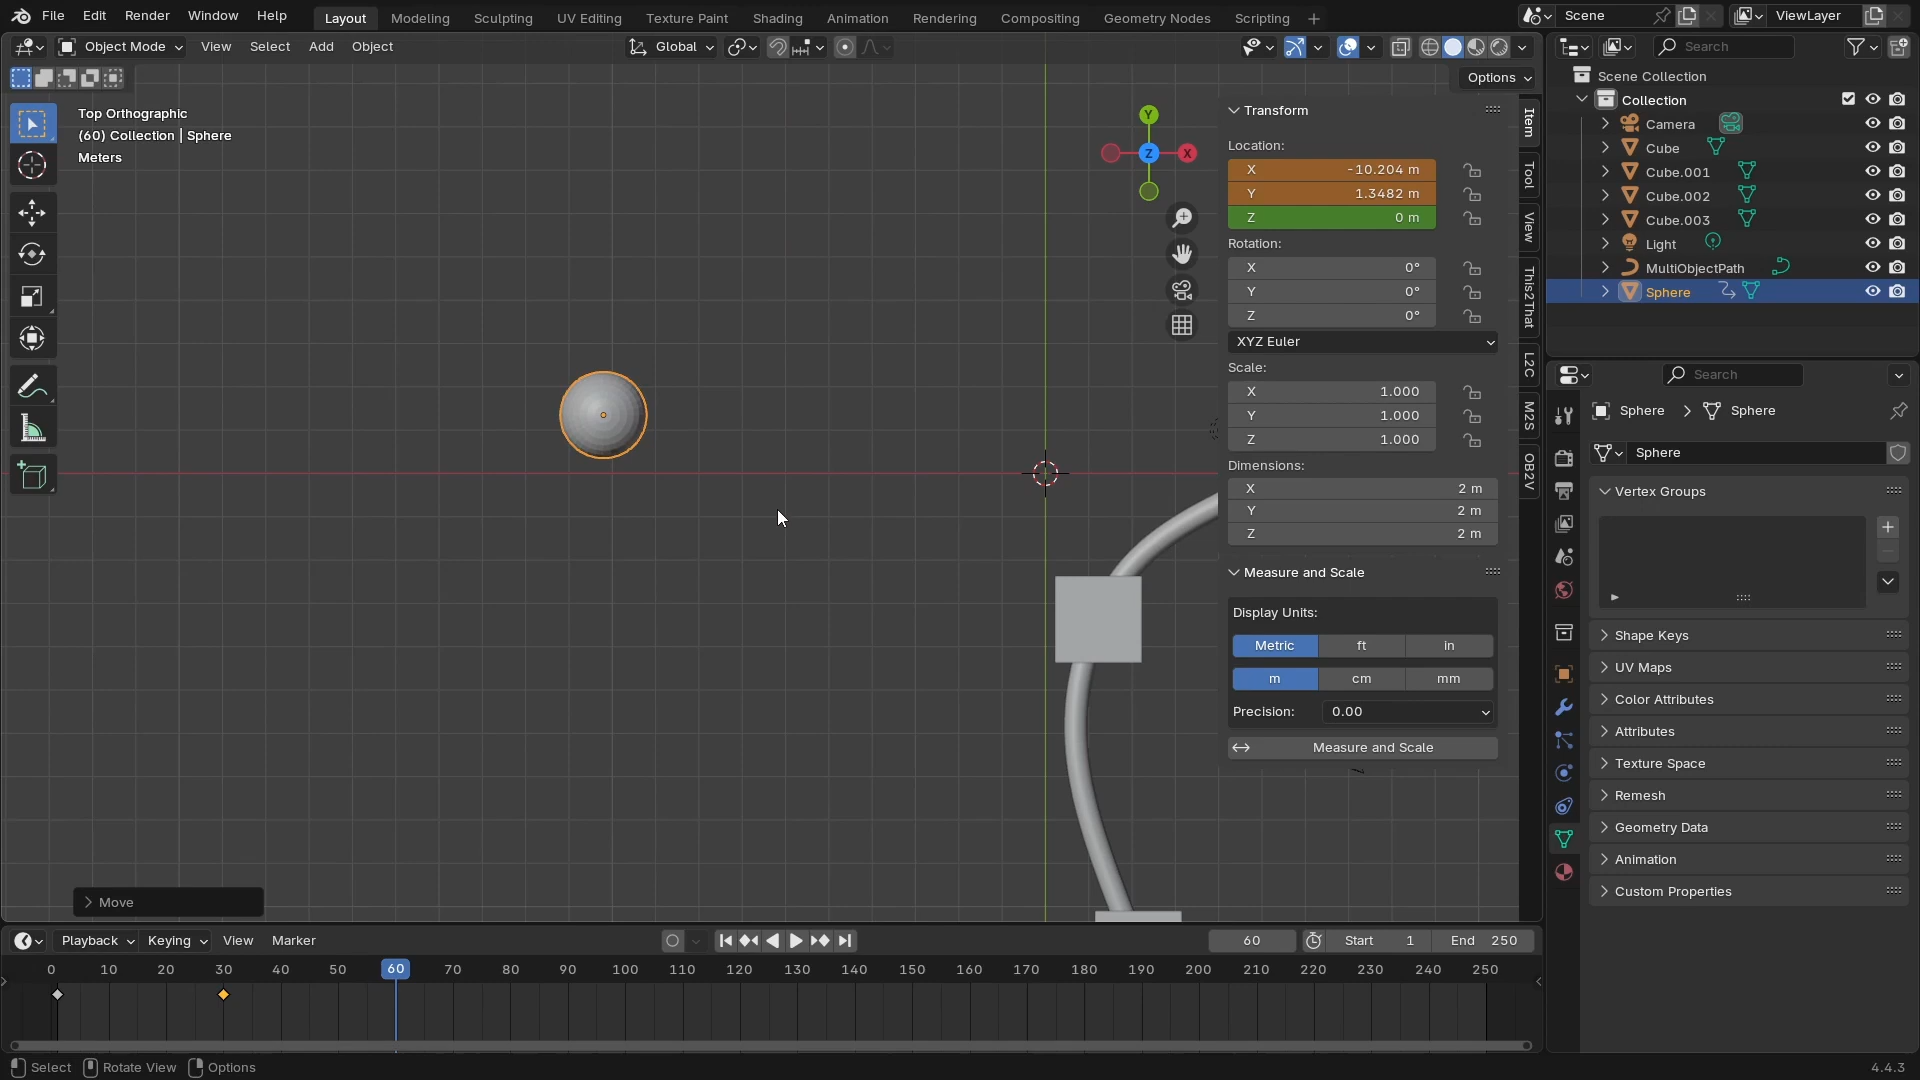 File Edit Render Window Help Layout Modeling Sculpting UV Editing Texture Paint Shading Animation Rendering Compositing Geometry Nodes Scripting + Scene ViewLayer
Object Mode View Select Add Object Global Search
Options
Top Orthographic
(60) Collection | Sphere
Meters
Y
Z X
Transform
Location:
X -10.204 m
Y 1.3482 m
Z 0 m
Rotation:
X 0°
Y 0°
Z 0°
XYZ Euler
Scale:
X 1.000
Y 1.000
Z 1.000
Dimensions:
X 2 m
Y 2 m
Z 2 m
Measure and Scale
Display Units:
Metric ft in
m cm mm
Precision: 0.00
Measure and Scale
Item
Tool
View
This2That
L2C
M2S
OB2V
Scene Collection
Collection
Camera
Cube
Cube.001
Cube.002
Cube.003
Light
MultiObjectPath
Sphere
Search
Sphere Sphere
Sphere
Vertex Groups
Shape Keys
UV Maps
Color Attributes
Attributes
Texture Space
Remesh
Geometry Data
Animation
Custom Properties
Move
Playback Keying View Marker 60 Start 1 End 250
0 10 20 30 40 50 60 70 80 90 100 110 120 130 140 150 160 170 180 190 200 210 220 230 240 250
Select Rotate View Options 4.4.3